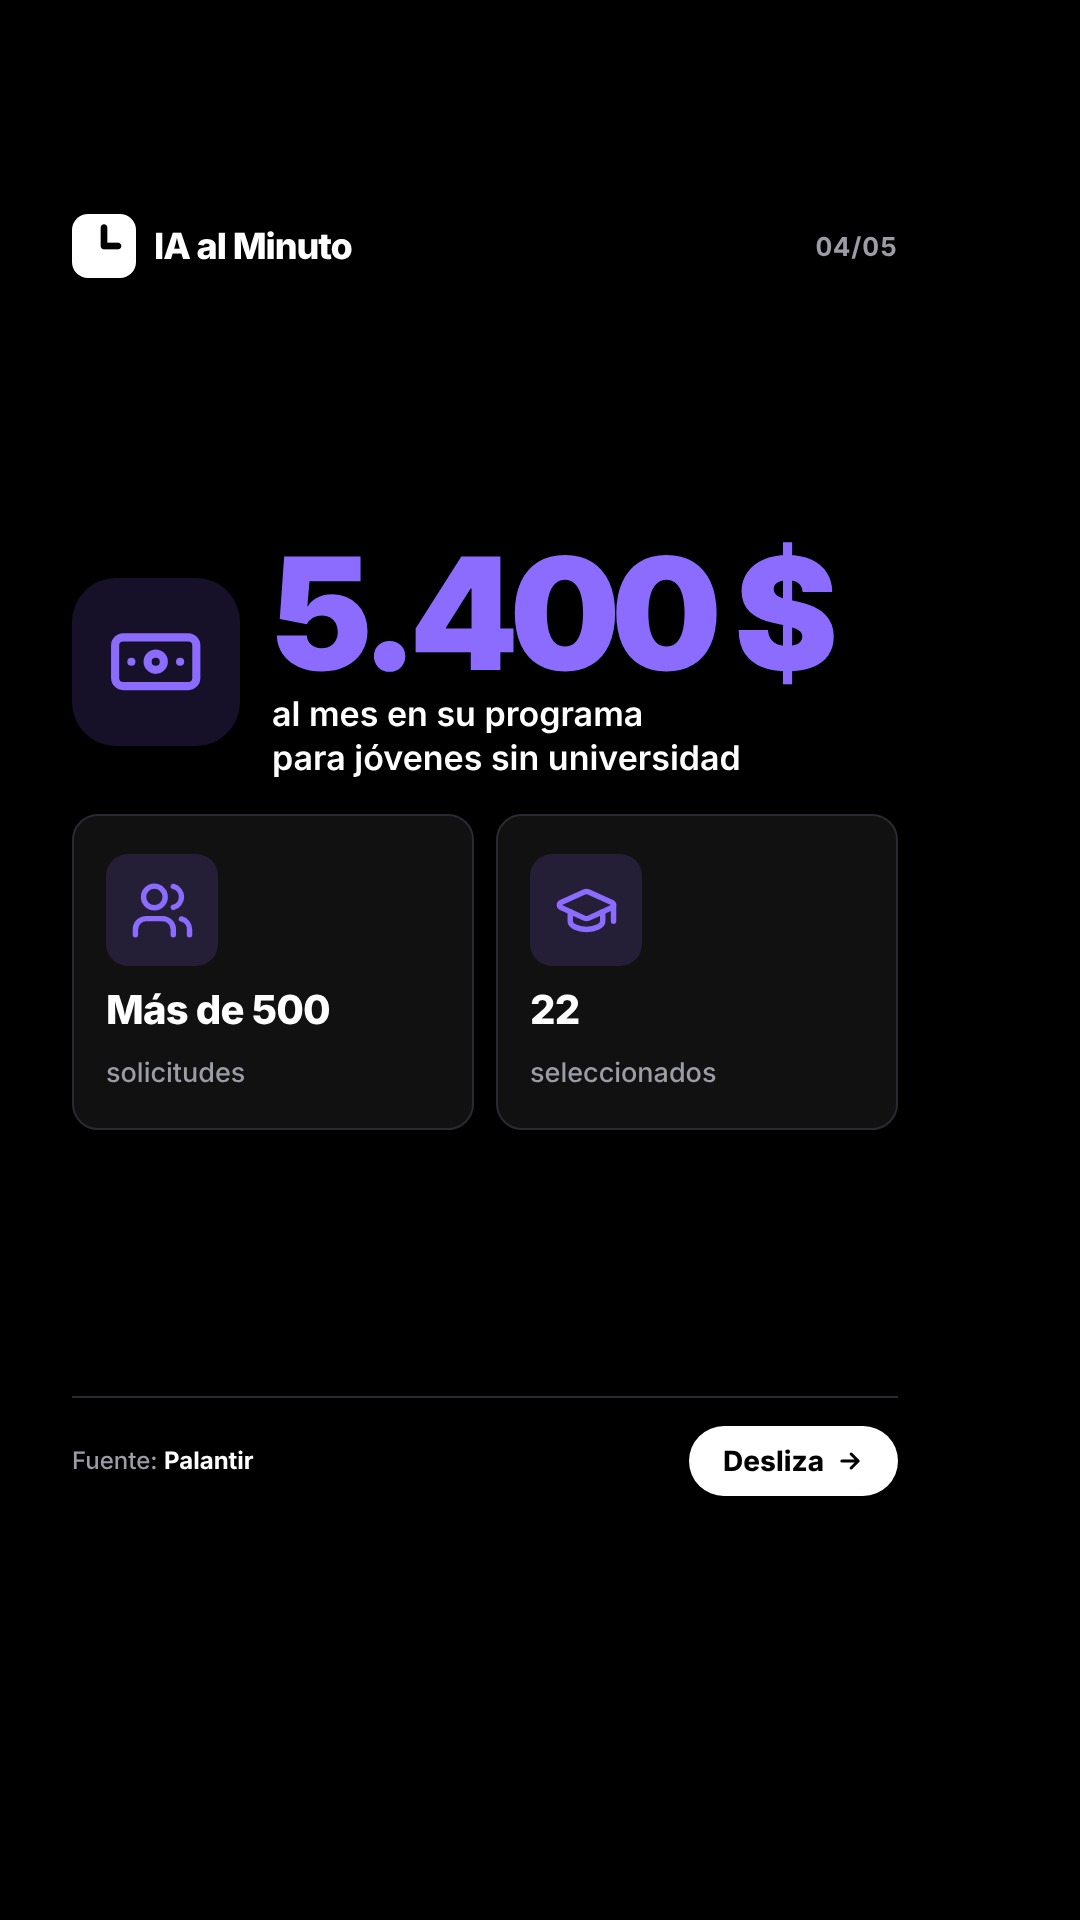 IA al Minuto
04/05
5.400 $
al mes en su programa
para jóvenes sin universidad
Más de 500
solicitudes
22
seleccionados
Fuente: Palantir
Desliza →